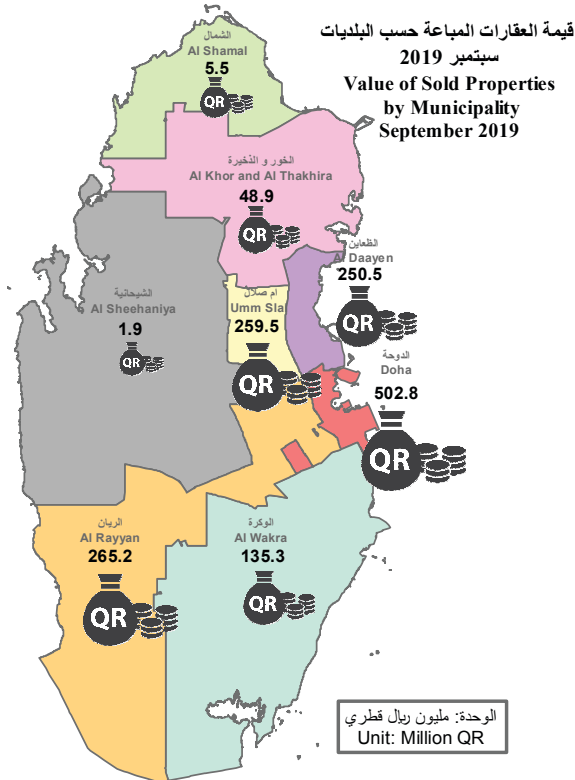 قيمة العقارات المباعة حسب البلديات
سبتمبر 2019
Value of Sold Properties
by Municipality
September 2019
الشمال
Al Shamal
5.5
QR
الخور و الذخيرة
Al Khor and Al Thakhira
48.9
QR
الظعاين
Al Daayen
250.5
QR
الشيحانية
Al Sheehaniya
1.9
QR
ام صلال
Umm Sla
259.5
QR
الدوحة
Doha
502.8
QR
الريان
Al Rayyan
265.2
QR
الوكرة
Al Wakra
135.3
QR
الوحدة: مليون ريال قطري
Unit: Million QR